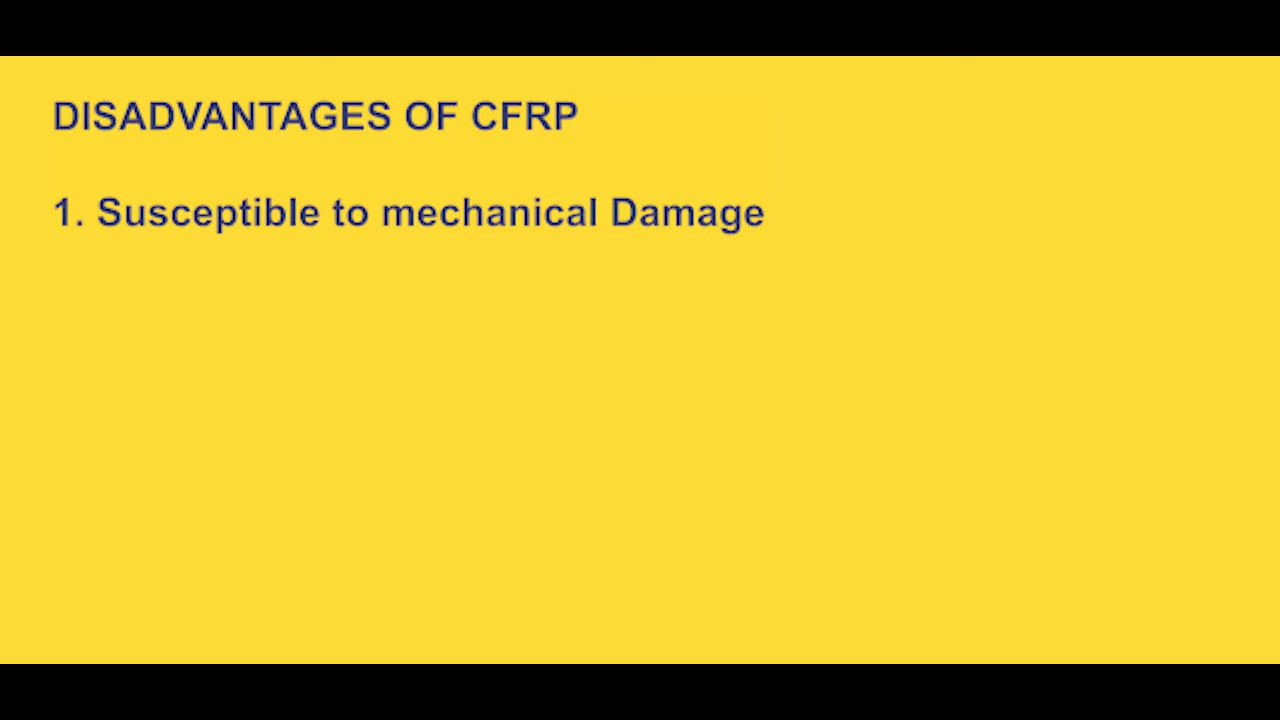 DISADVANTAGES OF CFRP
1. Susceptible to mechanical Damage